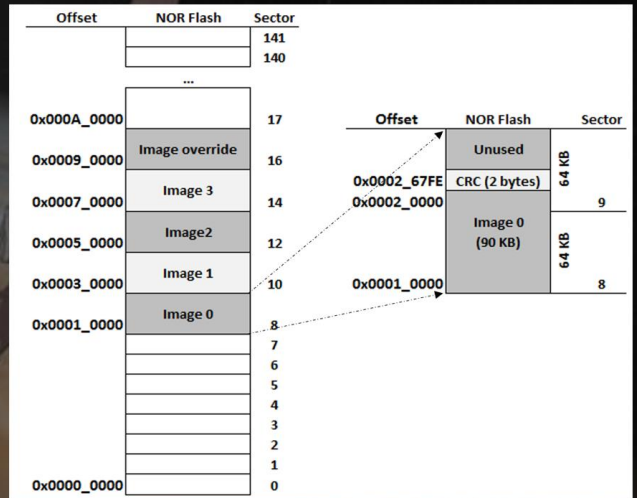 Offset NOR Flash Sector
141
140
...
0x000A_0000 17
Image override
0x0009_0000 16
Image 3
0x0007_0000 14
Image2
0x0005_0000 12
Image 1
0x0003_0000 10
Image 0
0x0001_0000 8
7
6
5
4
3
2
1
0x0000_0000 0
Offset NOR Flash Sector
Unused
64 KB
0x0002_67FE CRC (2 bytes)
0x0002_0000 9
Image 0
(90 KB)
64 KB
0x0001_0000 8